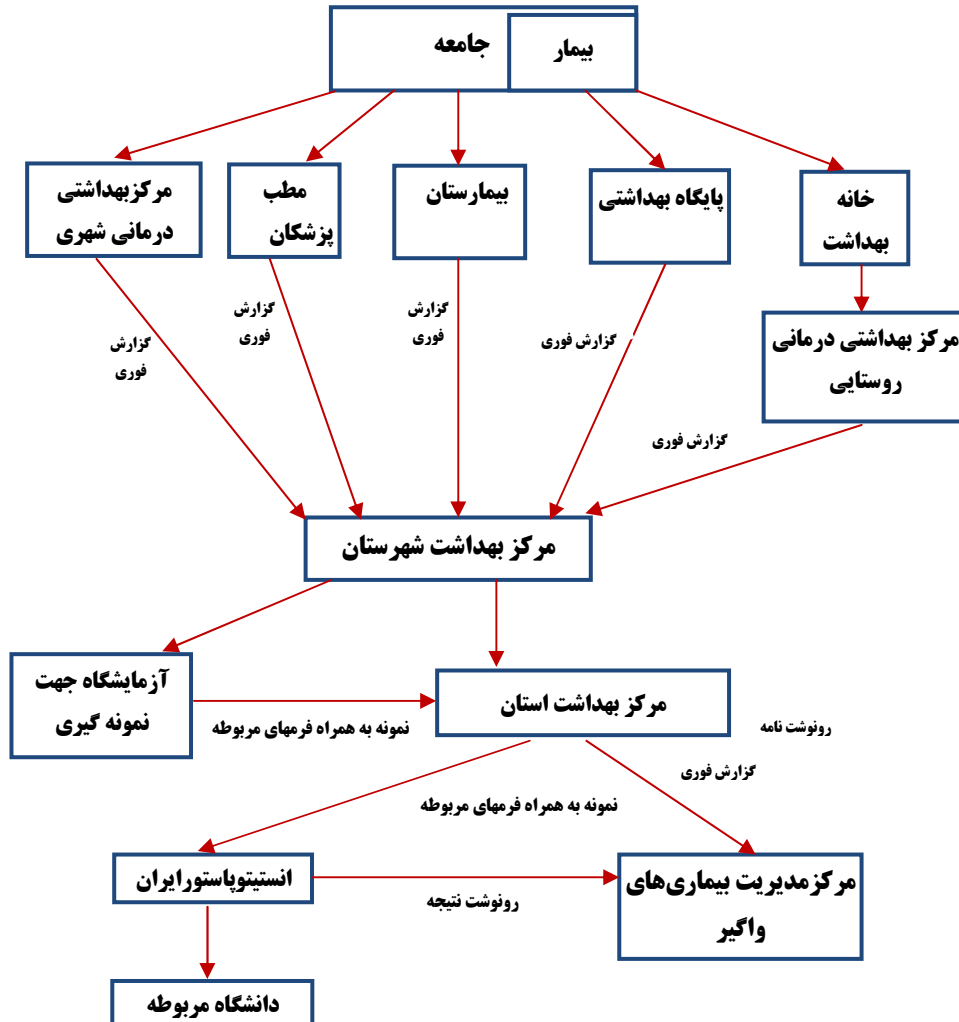 جامعه
بیمار
خانه
بهداشت
پایگاه بهداشتی
بیمارستان
مطب
پزشکان
مرکزبهداشتی
درمانی شهری
گزارش
فوری
گزارش
فوری
گزارش
فوری
گزارش فوری
مرکز بهداشتی درمانی
روستایی
گزارش فوری
مرکز بهداشت شهرستان
آزمایشگاه جهت
نمونه گیری
نمونه به همراه فرمهای مربوطه
مرکز بهداشت استان
رونوشت نامه
گزارش فوری
نمونه به همراه فرمهای مربوطه
انستیتوپاستورایران
رونوشت نتیجه
مرکزمدیریت بیماری‌های
واگیر
دانشگاه مربوطه